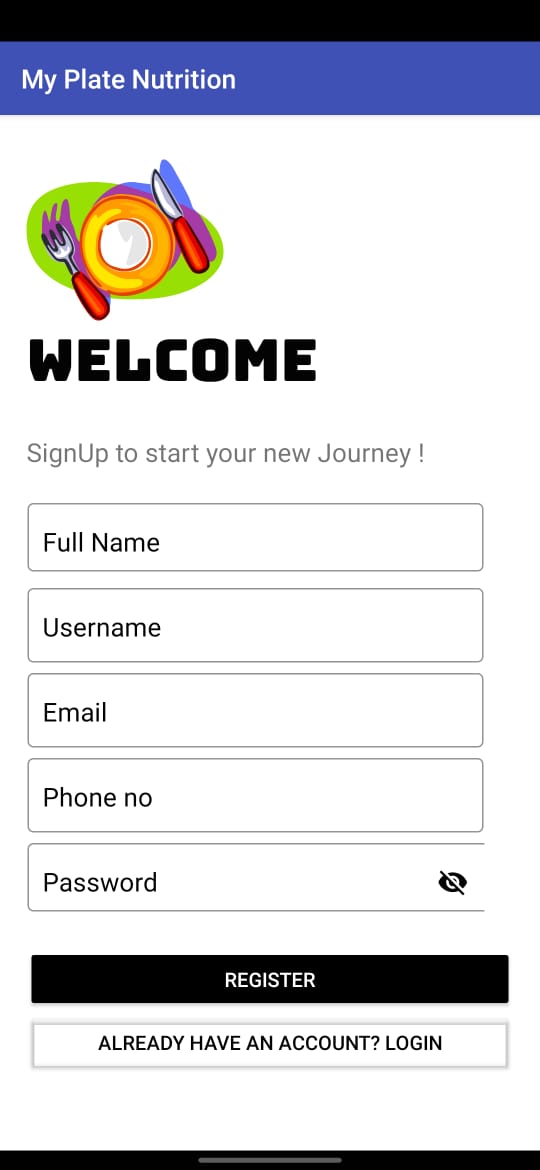 My Plate Nutrition
WELCOME
SignUp to start your new Journey !
Full Name
Username
Email
Phone no
Password
REGISTER
ALREADY HAVE AN ACCOUNT? LOGIN